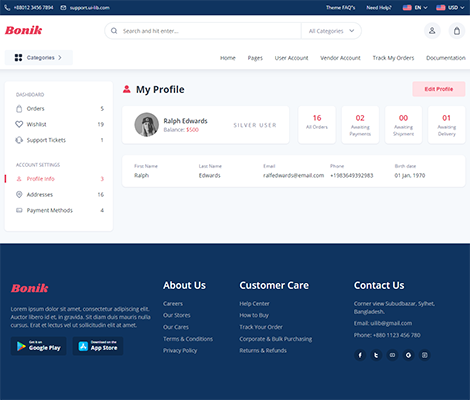 +88012 3456 7894 support.ui-lib.com Theme FAQ"s Need Help? EN USD
Bonik Search and hit enter... All Categories
Categories Home Pages User Account Vendor Account Track My Orders Documentation
DASHBOARD
Orders 5
Wishlist 19
Support Tickets 1
ACCOUNT SETTINGS
Profile Info 3
Addresses 16
Payment Methods 4
My Profile Edit Profile
Ralph Edwards
Balance: $500
SILVER USER
16
All Orders
02
Awaiting
Payments
00
Awaiting
Shipment
01
Awaiting
Delivery
First Name
Ralph
Last Name
Edwards
Email
ralfedwards@email.com
Phone
+1983649392983
Birth date
01 Jan, 1970
Bonik
Lorem ipsum dolor sit amet, consectetur adipiscing elit.
Auctor libero id et, in gravida. Sit diam duis mauris nulla
cursus. Erat et lectus vel ut sollicitudin elit at amet.
Get it on
Google Play
Download on the
App Store
About Us
Careers
Our Stores
Our Cares
Terms & Conditions
Privacy Policy
Customer Care
Help Center
How to Buy
Track Your Order
Corporate & Bulk Purchasing
Returns & Refunds
Contact Us
Corner view Subudbazar, Sylhet,
Bangladesh.
Email: uilib@gmail.com
Phone: +880 1123 456 780